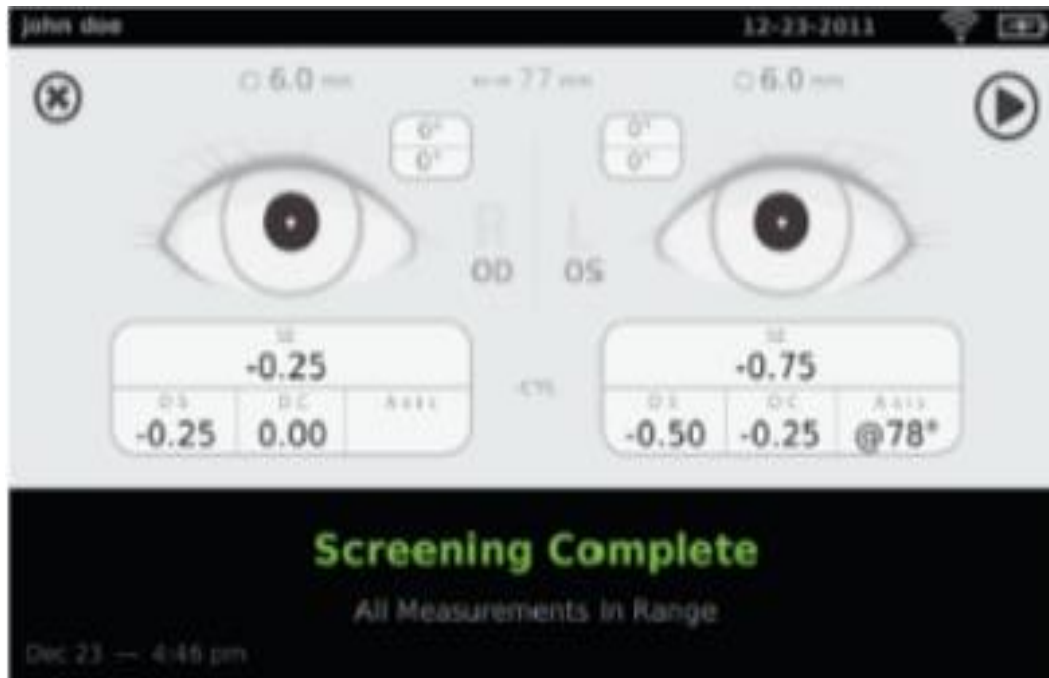 john doe 12-23-2011
6.0 mm 77 mm 6.0 mm
0° 0°
0° 0°
R L
OD OS
SE SE
-0.25 -0.75
DS DC Axis DS DC Axis
-0.25 0.00 -0.50 -0.25 @78°
Screening Complete
All Measurements In Range
Dec 23 — 4:46 pm